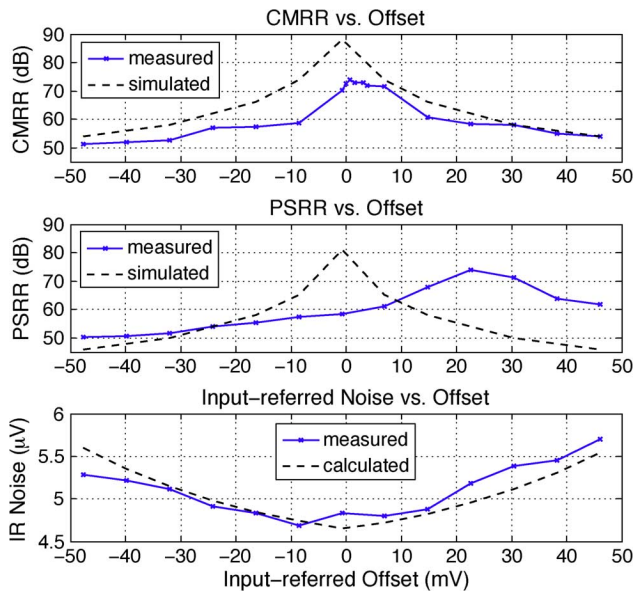 CMRR vs. Offset
CMRR (dB)
90
80
70
60
50
measured
simulated
−50 −40 −30 −20 −10 0 10 20 30 40 50
PSRR vs. Offset
PSRR (dB)
90
80
70
60
50
measured
simulated
−50 −40 −30 −20 −10 0 10 20 30 40 50
Input−referred Noise vs. Offset
IR Noise (μV)
6
5.5
5
4.5
measured
calculated
−50 −40 −30 −20 −10 0 10 20 30 40 50
Input−referred Offset (mV)